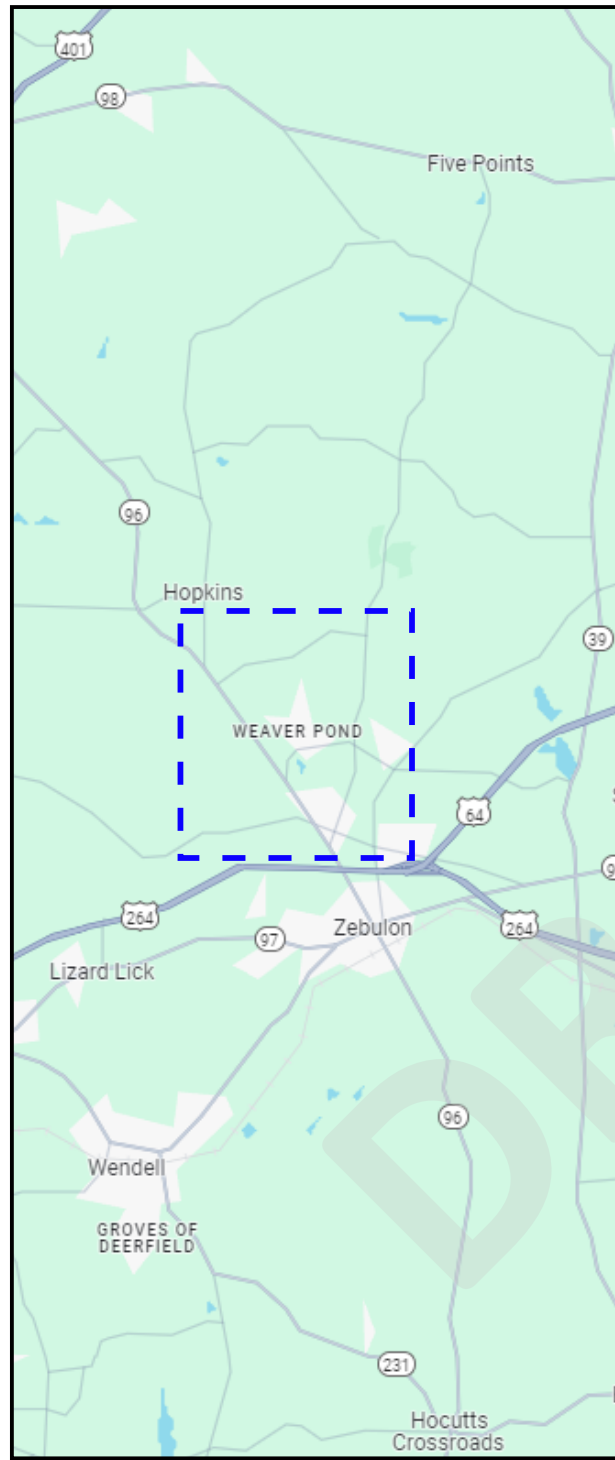 401
98
Five Points
96
Hopkins
39
WEAVER POND
64
264
Zebulon
97
264
Lizard Lick
96
Wendell
GROVES OF
DEERFIELD
231
Hocutts
Crossroads